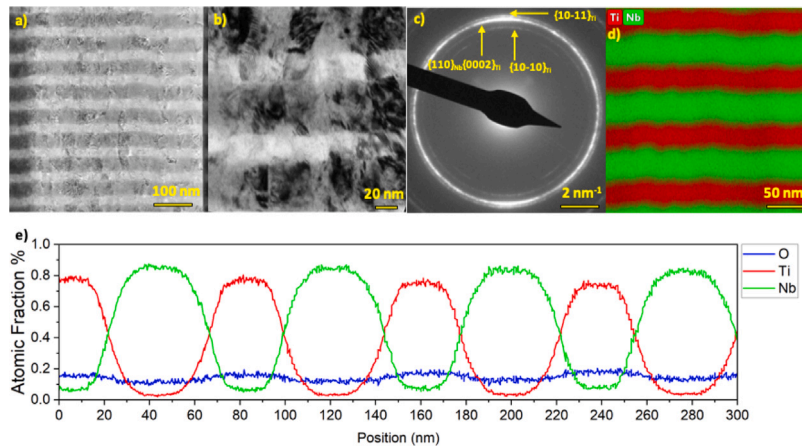 a)
100 nm
b)
20 nm
c)
{10-11}Ti
{110}Nb{0002}Ti
{10-10}Ti
2 nm-1
Ti Nb
d)
50 nm
e)
1.0
0.8
0.6
0.4
0.2
0.0
Atomic Fraction %
0 20 40 60 80 100 120 140 160 180 200 220 240 260 280 300
Position (nm)
O
Ti
Nb